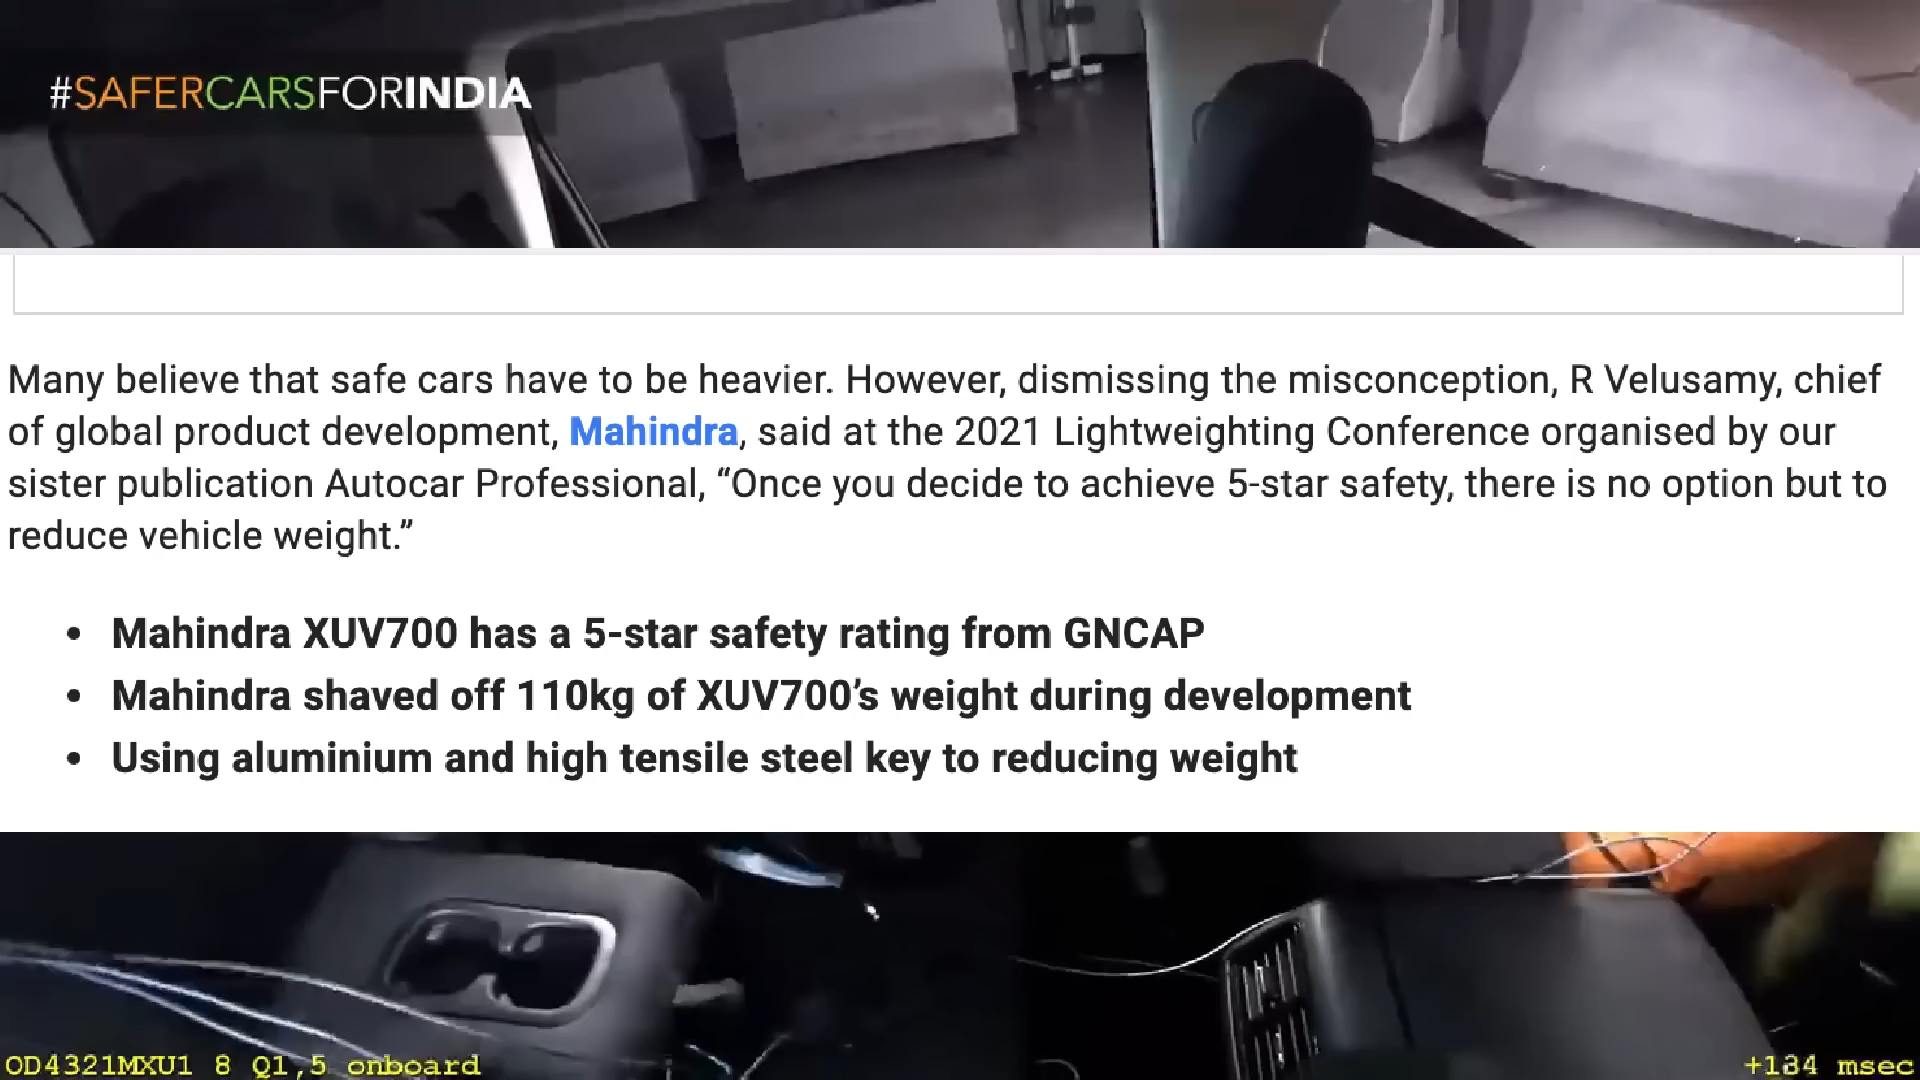 #SAFERCARSFORINDIA
Many believe that safe cars have to be heavier. However, dismissing the misconception, R Velusamy, chief
of global product development, Mahindra, said at the 2021 Lightweighting Conference organised by our
sister publication Autocar Professional, “Once you decide to achieve 5-star safety, there is no option but to
reduce vehicle weight.”
• Mahindra XUV700 has a 5-star safety rating from GNCAP
• Mahindra shaved off 110kg of XUV700’s weight during development
• Using aluminium and high tensile steel key to reducing weight
OD4321MXU1 8 Q1,5 onboard
+134 msec